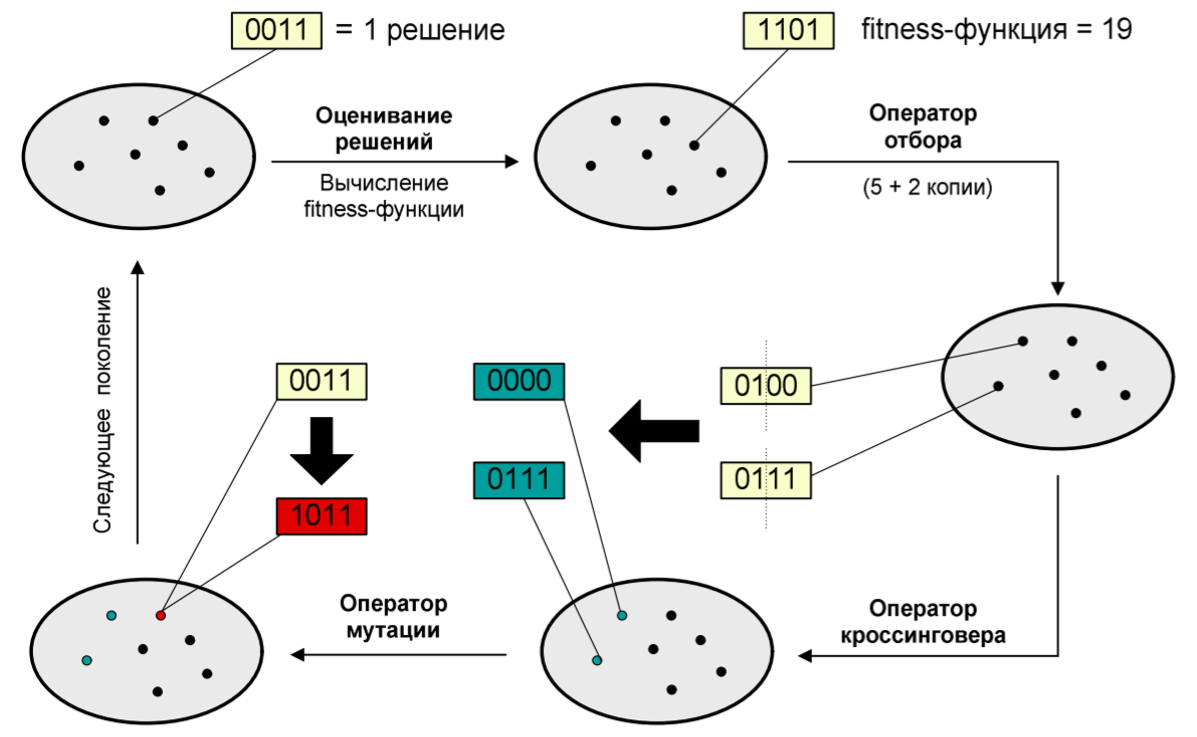 0011 = 1 решение
1101 fitness-функция = 19
Оценивание
решений
Вычисление
fitness-функции
Оператор
отбора
(5 + 2 копии)
Следующее поколение
0011
1011
0000
0111
0100
0111
Оператор
мутации
Оператор
кроссинговера